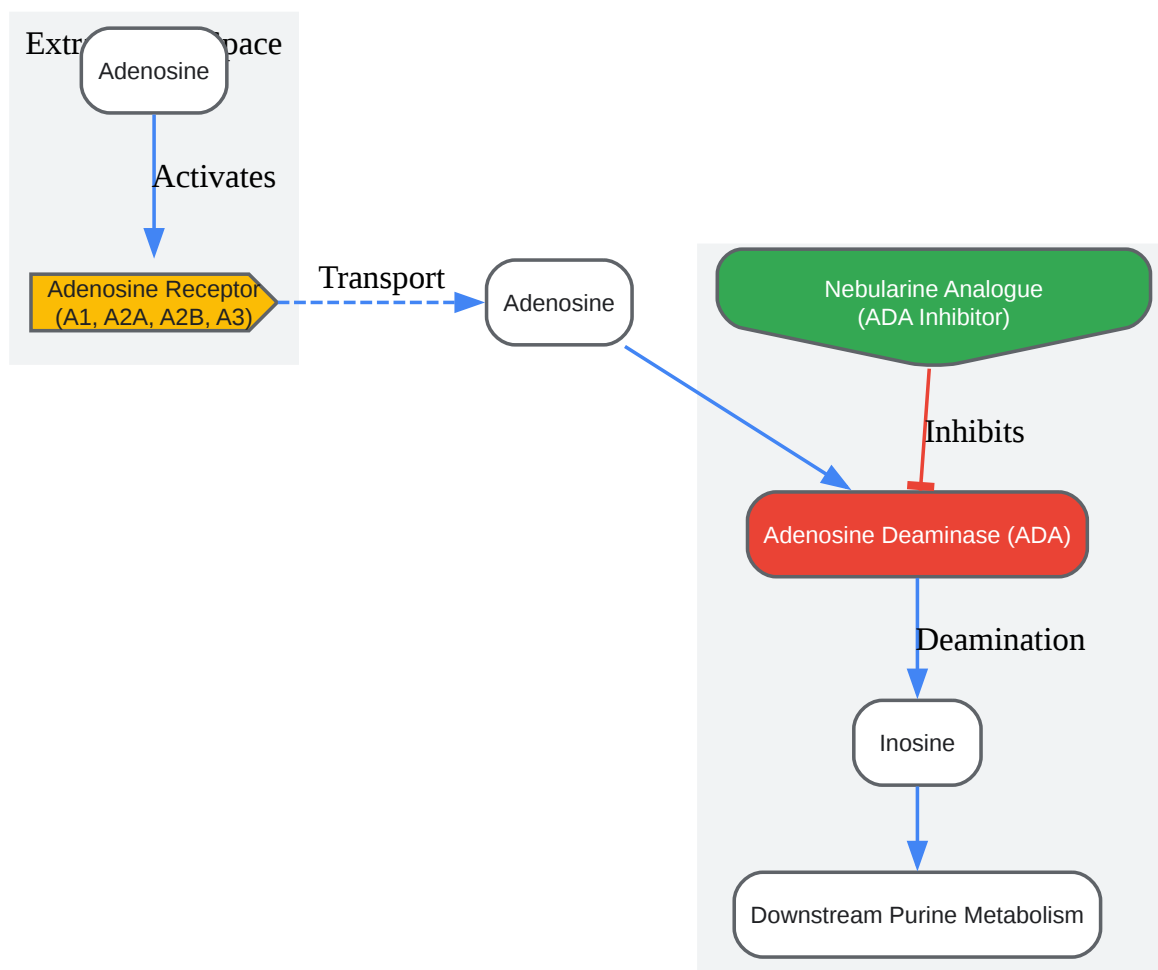 Extra pace
Adenosine
Activates
Adenosine Receptor
(A1, A2A, A2B, A3)
Transport
Adenosine
Nebularine Analogue
(ADA Inhibitor)
Inhibits
Adenosine Deaminase (ADA)
Deamination
Inosine
Downstream Purine Metabolism